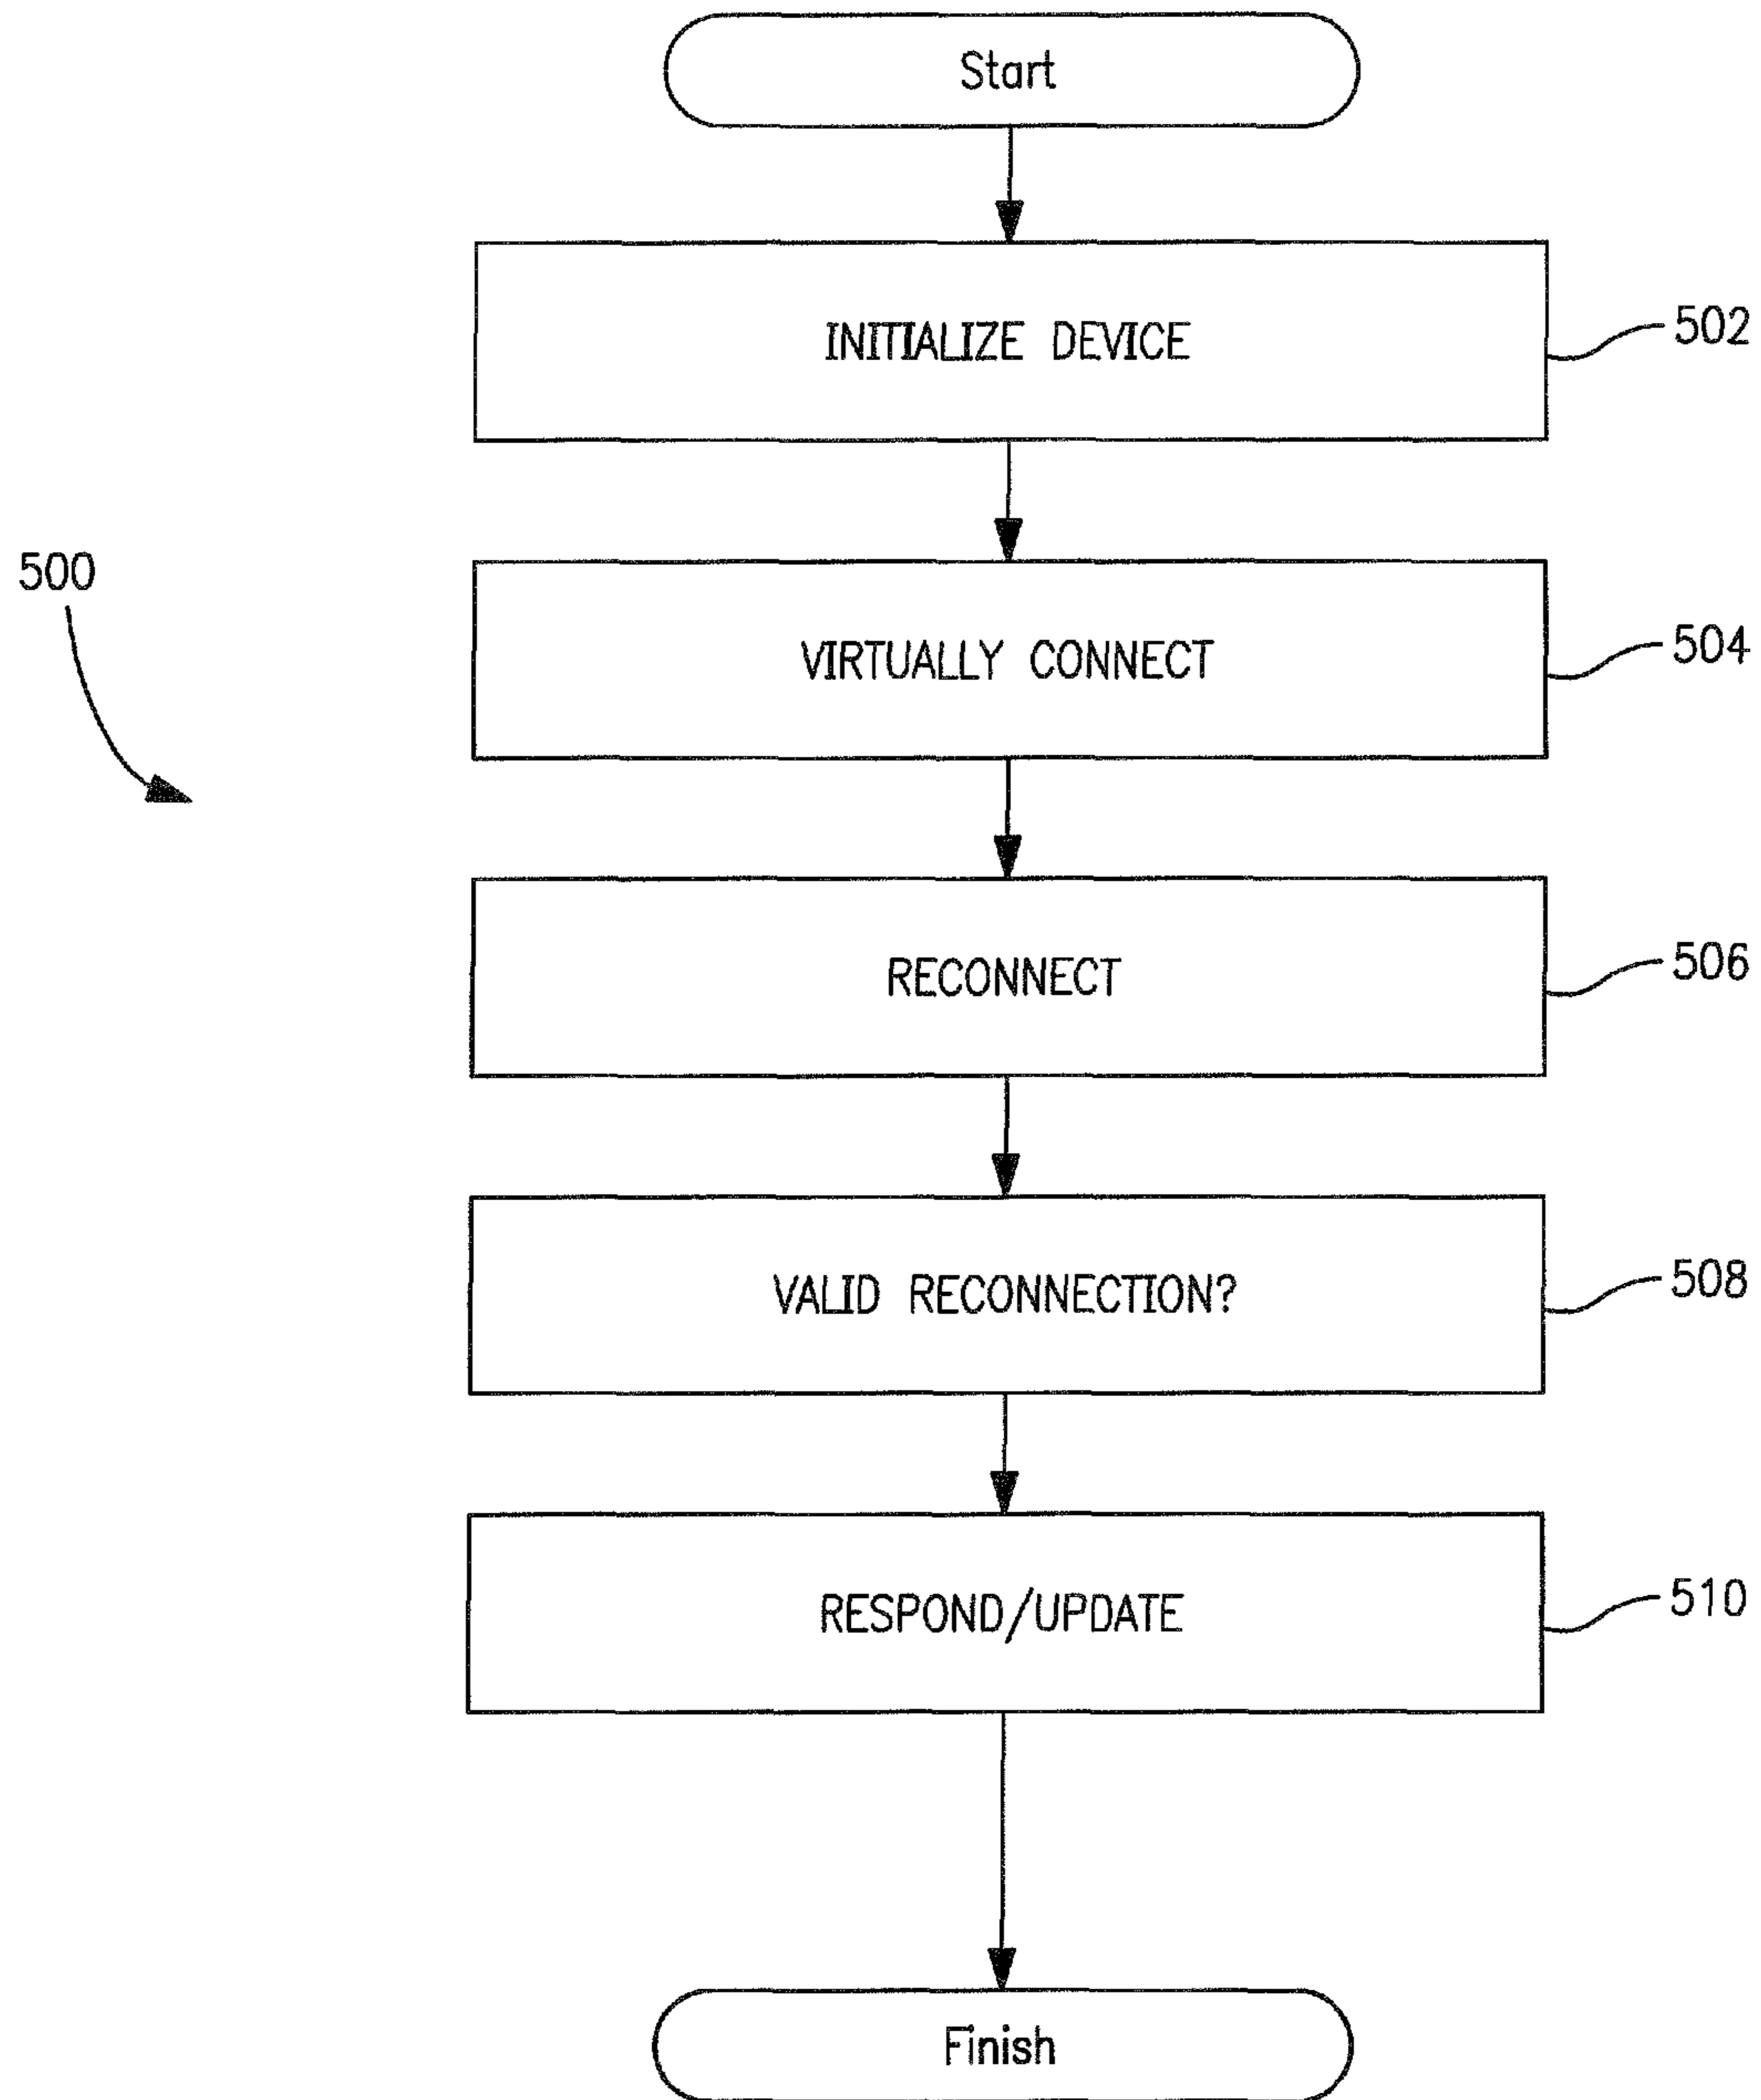 Start
INITIALIZE DEVICE
502
500
VIRTUALLY CONNECT
504
RECONNECT
506
VALID RECONNECTION?
508
RESPOND/UPDATE
510
Finish